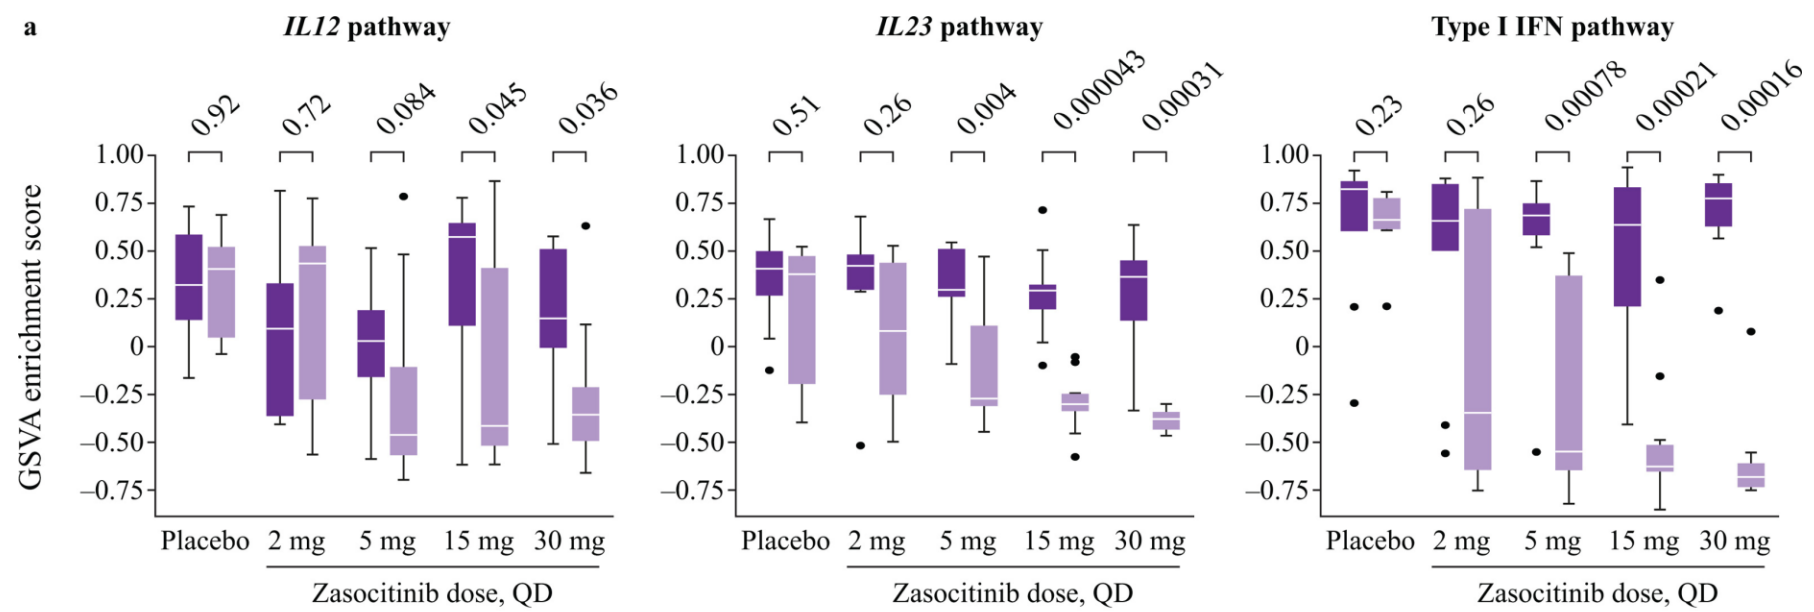 a
IL12 pathway
IL23 pathway
Type I IFN pathway
GSVA enrichment score
0.92 0.72 0.084 0.045 0.036
1.00
0.75
0.50
0.25
0
–0.25
–0.50
–0.75
Placebo 2 mg 5 mg 15 mg 30 mg
Zasocitinib dose, QD
0.51 0.26 0.004 0.000043 0.00031
1.00
0.75
0.50
0.25
0
–0.25
–0.50
–0.75
Placebo 2 mg 5 mg 15 mg 30 mg
Zasocitinib dose, QD
0.23 0.26 0.00078 0.00021 0.00016
1.00
0.75
0.50
0.25
0
–0.25
–0.50
–0.75
Placebo 2 mg 5 mg 15 mg 30 mg
Zasocitinib dose, QD